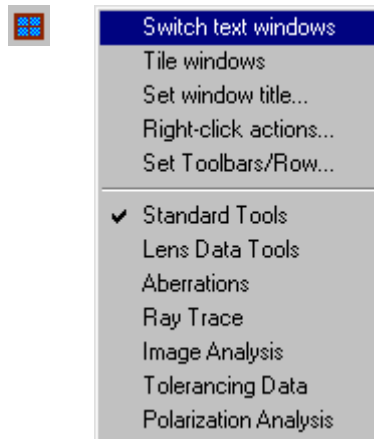 Switch text windows
Tile windows
Set window title...
Right-click actions...
Set Toolbars/Row...
Standard Tools
Lens Data Tools
Aberrations
Ray Trace
Image Analysis
Tolerancing Data
Polarization Analysis